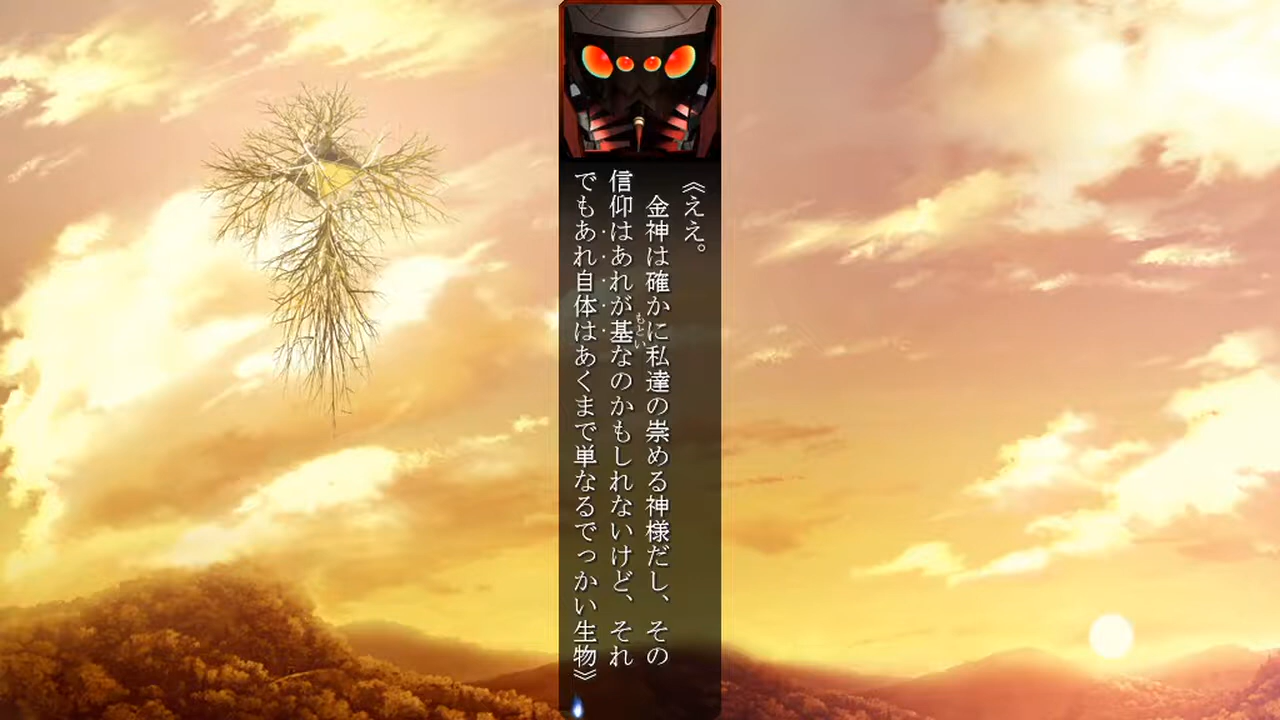 《ええ。
　金神は確かに私達の崇める神様だし、その
信仰はあれが基なのかもしれないけど、それ
でもあれ自体はあくまで単なるでっかい生物》
もとい